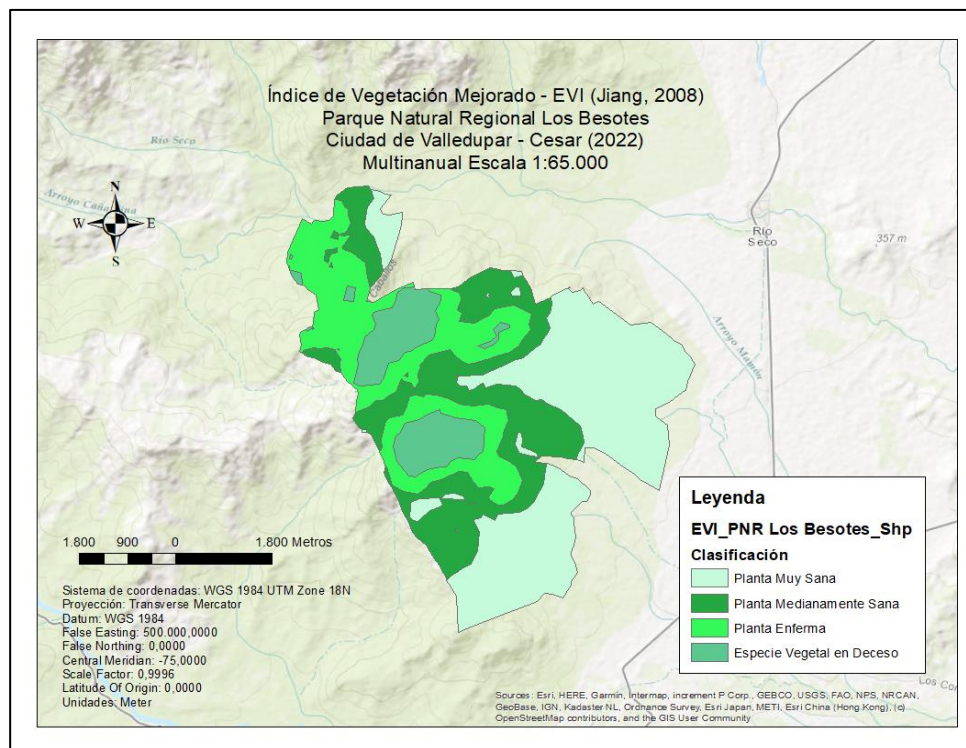 Índice de Vegetación Mejorado - EVI (Jiang, 2008)
Parque Natural Regional Los Besotes
Ciudad de Valledupar - Cesar (2022)
Multinanual Escala 1:65.000
Río Seco
Arroyo
N
W
E
S
Río
Seco
357 m
Caballos
Arroyo Mamón
Leyenda
EVI_PNR Los Besotes_Shp
Clasificación
Planta Muy Sana
Planta Medianamente Sana
Planta Enferma
Especie Vegetal en Deceso
1.800 900 0 1.800 Metros
Sistema de coordenadas: WGS 1984 UTM Zone 18N
Proyección: Transverse Mercator
Datum: WGS 1984
False Easting: 500.000,0000
False Northing: 0,0000
Central Meridian: -75,0000
Scale Factor: 0,9996
Latitude Of Origin: 0,0000
Unidades: Meter
Los Co
Sources: Esri, HERE, Garmin, Intermap, increment P Corp., GEBCO, USGS, FAO, NPS, NRCAN,
GeoBase, IGN, Kadaster NL, Ordnance Survey, Esri Japan, METI, Esri China (Hong Kong), (c)
OpenStreetMap contributors, and the GIS User Community